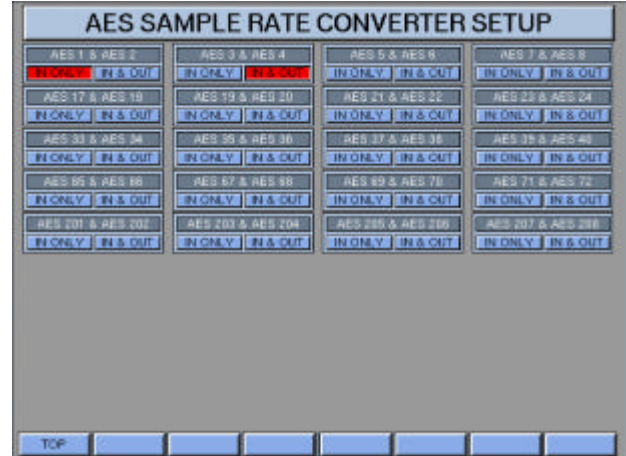 AES SAMPLE RATE CONVERTER SETUP
AES 1 & AES 2 AES 3 & AES 4 AES 5 & AES 6 AES 7 & AES 8
IN ONLY IN & OUT IN ONLY IN & OUT IN ONLY IN & OUT IN ONLY IN & OUT
AES 17 & AES 18 AES 19 & AES 20 AES 21 & AES 22 AES 23 & AES 24
IN ONLY IN & OUT IN ONLY IN & OUT IN ONLY IN & OUT IN ONLY IN & OUT
AES 33 & AES 34 AES 35 & AES 36 AES 37 & AES 38 AES 39 & AES 40
IN ONLY IN & OUT IN ONLY IN & OUT IN ONLY IN & OUT IN ONLY IN & OUT
AES 65 & AES 66 AES 67 & AES 68 AES 69 & AES 70 AES 71 & AES 72
IN ONLY IN & OUT IN ONLY IN & OUT IN ONLY IN & OUT IN ONLY IN & OUT
AES 201 & AES 202 AES 203 & AES 204 AES 205 & AES 206 AES 207 & AES 208
IN ONLY IN & OUT IN ONLY IN & OUT IN ONLY IN & OUT IN ONLY IN & OUT
TOP